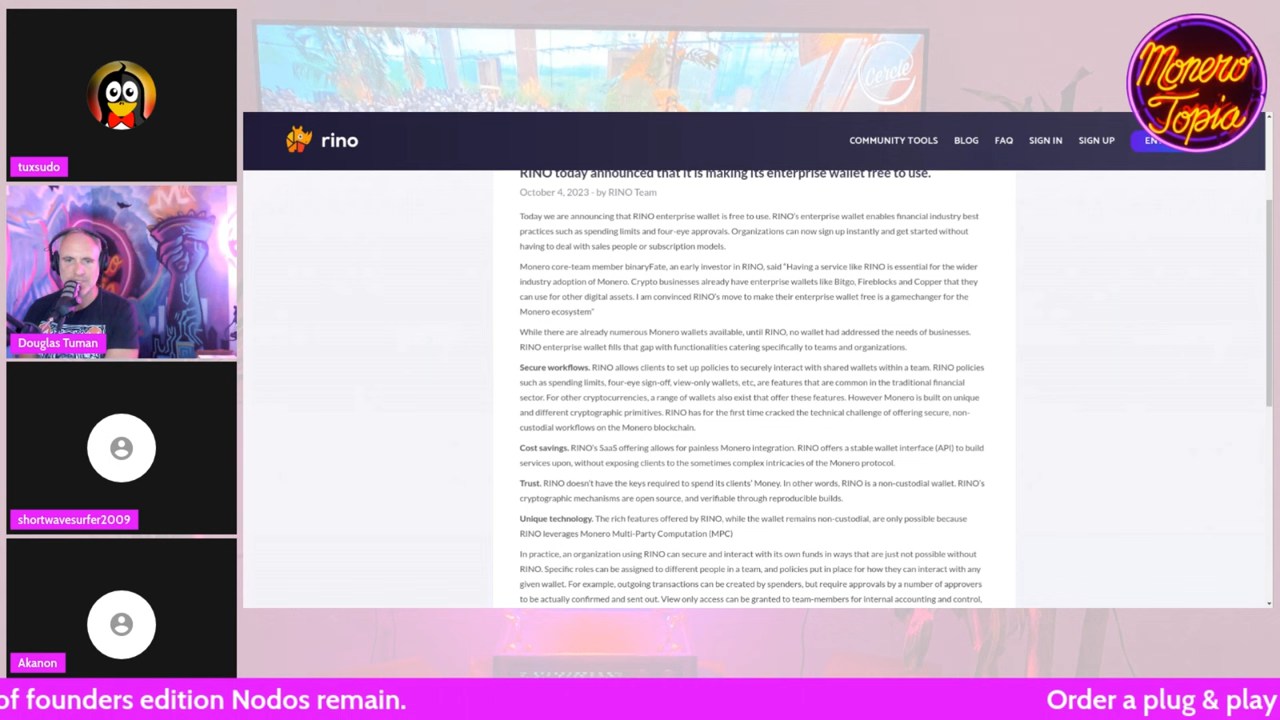 tuxsudo
Douglas Tuman
shortwavesurfer2009
Akanon
Cercle
Monero
Topia
rino
COMMUNITY TOOLS BLOG FAQ SIGN IN SIGN UP
RINO today announced that it is making its enterprise wallet free to use.
October 4, 2023 - by RINO Team
Today we are announcing that RINO enterprise wallet is free to use. RINO's enterprise wallet enables financial industry best
practices such as spending limits and four-eye approvals. Organizations can now sign up instantly and get started without
having to deal with sales people or subscription models.
Monero core-team member binaryFate, an early investor in RINO, said "Having a service like RINO is essential for the wider
industry adoption of Monero. Crypto businesses already have enterprise wallets like Bitgo, Fireblocks and Copper that they
can use for other digital assets. I am convinced RINO's move to make their enterprise wallet free is a gamechanger for the
Monero ecosystem"
While there are already numerous Monero wallets available, until RINO, no wallet had addressed the needs of businesses.
RINO enterprise wallet fills that gap with functionalities catering specifically to teams and organizations.
Secure workflows. RINO allows clients to set up policies to securely interact with shared wallets within a team. RINO policies
such as spending limits, four-eye sign-off, view-only wallets, etc, are features that are common in the traditional financial
sector. For other cryptocurrencies, a range of wallets also exist that offer these features. However Monero is built on unique
and different cryptographic primitives. RINO has for the first time cracked the technical challenge of offering secure, non-
custodial workflows on the Monero blockchain.
Cost savings. RINO's SaaS offering allows for painless Monero integration. RINO offers a stable wallet interface (API) to build
services upon, without exposing clients to the sometimes complex intricacies of the Monero protocol.
Trust. RINO doesn't have the keys required to spend its clients' Money. In other words, RINO is a non-custodial wallet. RINO's
cryptographic mechanisms are open source, and verifiable through reproducible builds.
Unique technology. The rich features offered by RINO, while the wallet remains non-custodial, are only possible because
RINO leverages Monero Multi-Party Computation (MPC)
In practice, an organization using RINO can secure and interact with its own funds in ways that are just not possible without
RINO. Specific roles can be assigned to different people in a team, and policies put in place for how they can interact with any
given wallet. For example, outgoing transactions can be created by spenders, but require approvals by a number of approvers
to be actually confirmed and sent out. View only access can be granted to team-members for internal accounting and control,
of founders edition Nodos remain.
Order a plug & play